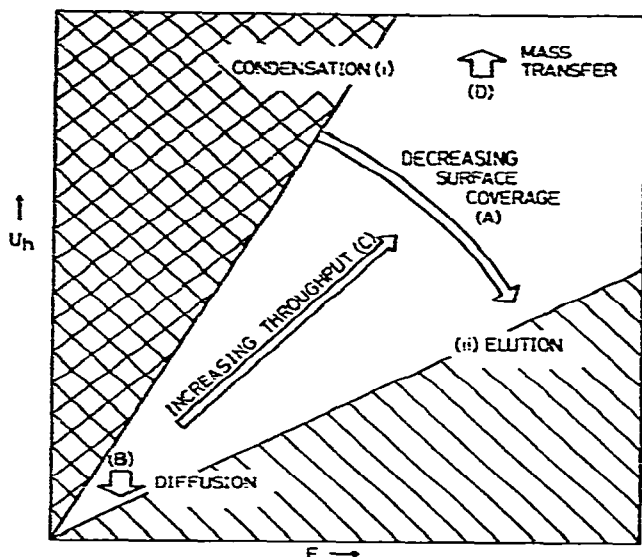 CONDENSATION (i)
MASS
TRANSFER
(D)
DECREASING
SURFACE
COVERAGE
(A)
↑
Uh
INCREASING THROUGHPUT (C)
(ii) ELUTION
(B)
DIFFUSION
F →